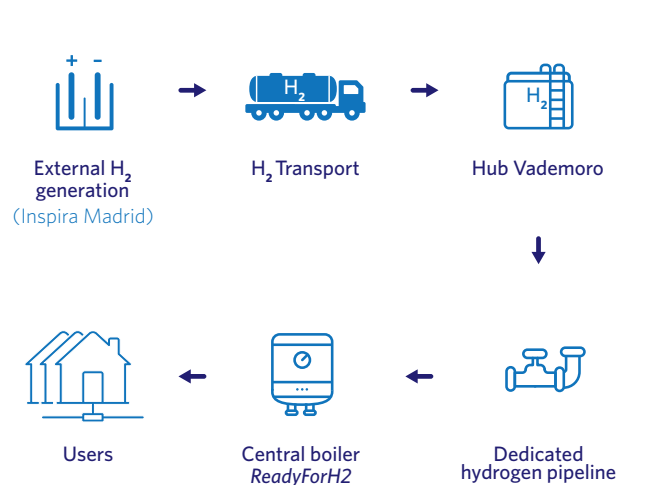 + -
H₂
H₂
External H₂
generation
(Inspira Madrid)
H₂ Transport
Hub Vademoro
Users
Central boiler
ReadyForH2
Dedicated
hydrogen pipeline